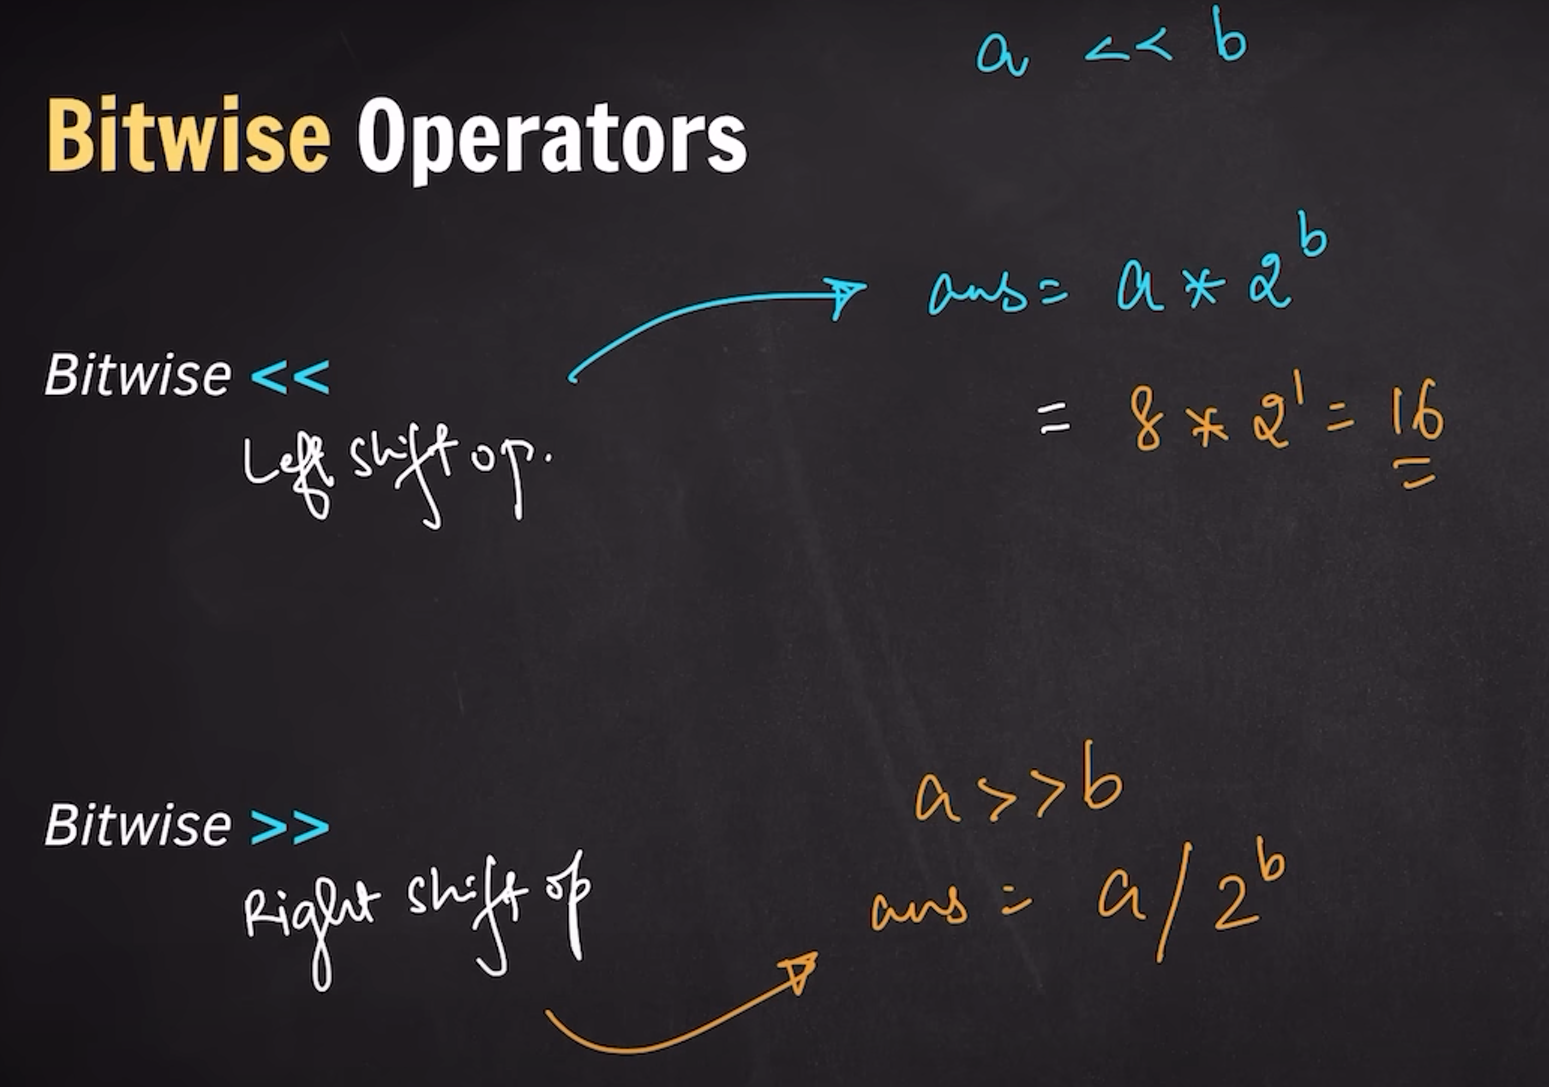 a << b
Bitwise Operators
ans = a * 2^b
Bitwise <<
= 8 * 2^1 = 16
Left shift op.
a >> b
Bitwise >>
ans = a / 2^b
Right shift op